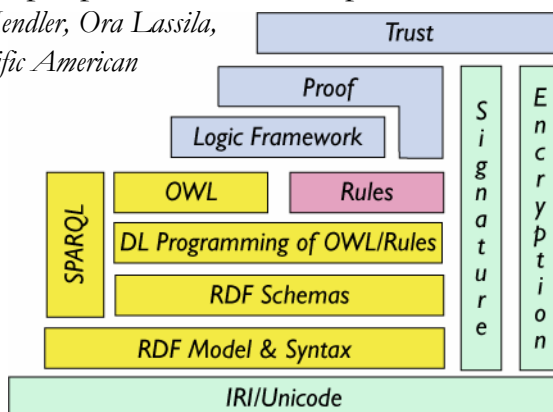 Hendler, Ora Lassila,
American
Trust
Proof
Logic Framework
OWL
Rules
SPARQL
DL Programming of OWL/Rules
RDF Schemas
RDF Model & Syntax
Signature
Encryption
IRI/Unicode